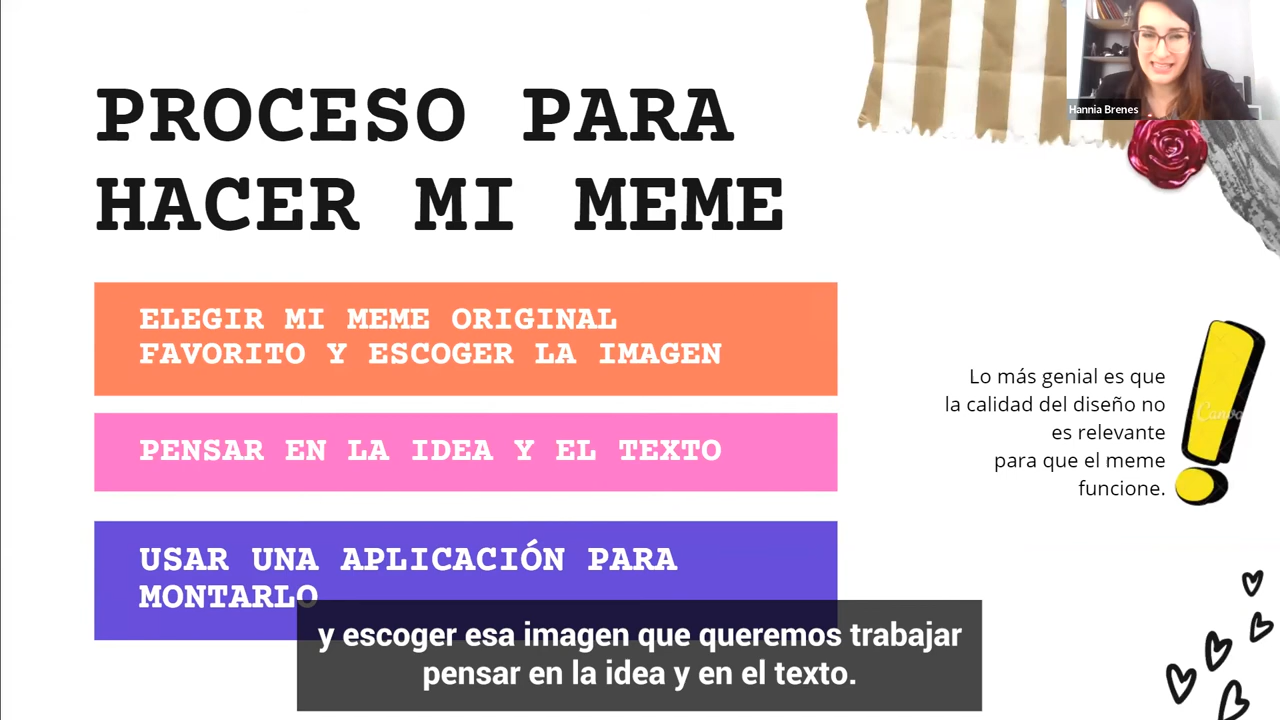 Hannia Brenes
PROCESO PARA
HACER MI MEME
ELEGIR MI MEME ORIGINAL
FAVORITO Y ESCOGER LA IMAGEN
PENSAR EN LA IDEA Y EL TEXTO
USAR UNA APLICACIÓN PARA
MONTARLO
Lo más genial es que
la calidad del diseño no
es relevante
para que el meme
funcione.
Canva
y escoger esa imagen que queremos trabajar
pensar en la idea y en el texto.